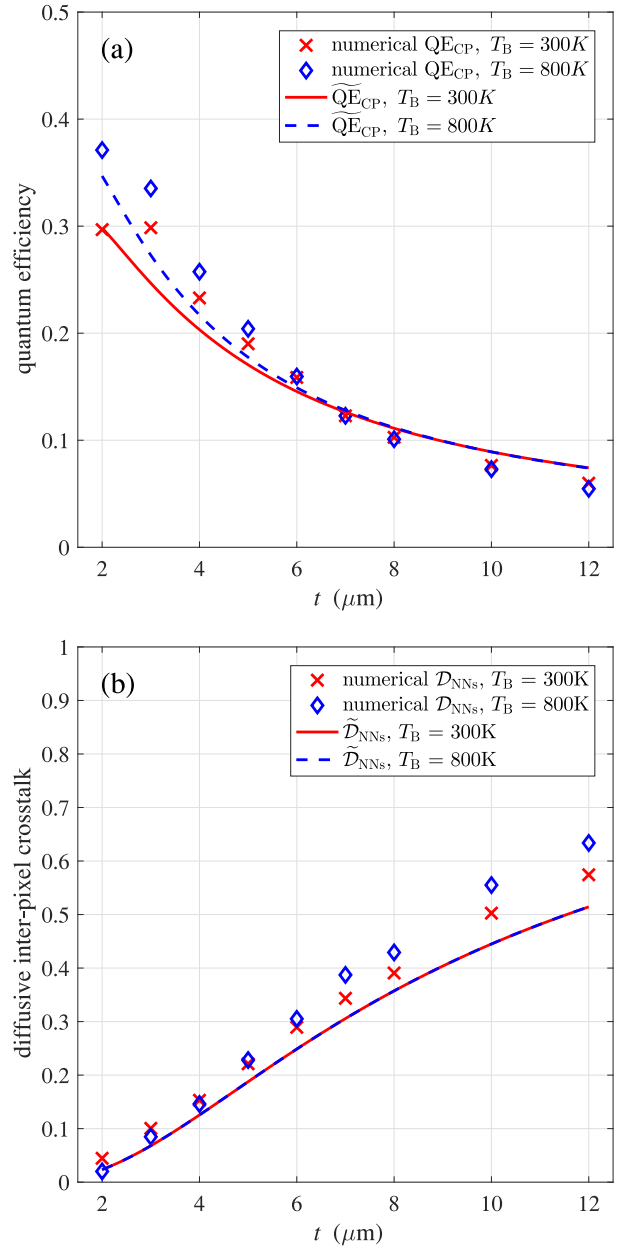 (a)
numerical QE_CP, T_B = 300K
numerical QE_CP, T_B = 800K
Q̃E_CP, T_B = 300K
Q̃E_CP, T_B = 800K
0.5
0.4
0.3
0.2
0.1
0
quantum efficiency
2 4 6 8 10 12
t (μm)
(b)
numerical 𝒟_NNs, T_B = 300K
numerical 𝒟_NNs, T_B = 800K
𝒟̃_NNs, T_B = 300K
𝒟̃_NNs, T_B = 800K
1
0.9
0.8
0.7
0.6
0.5
0.4
0.3
0.2
0.1
0
diffusive inter-pixel crosstalk
2 4 6 8 10 12
t (μm)